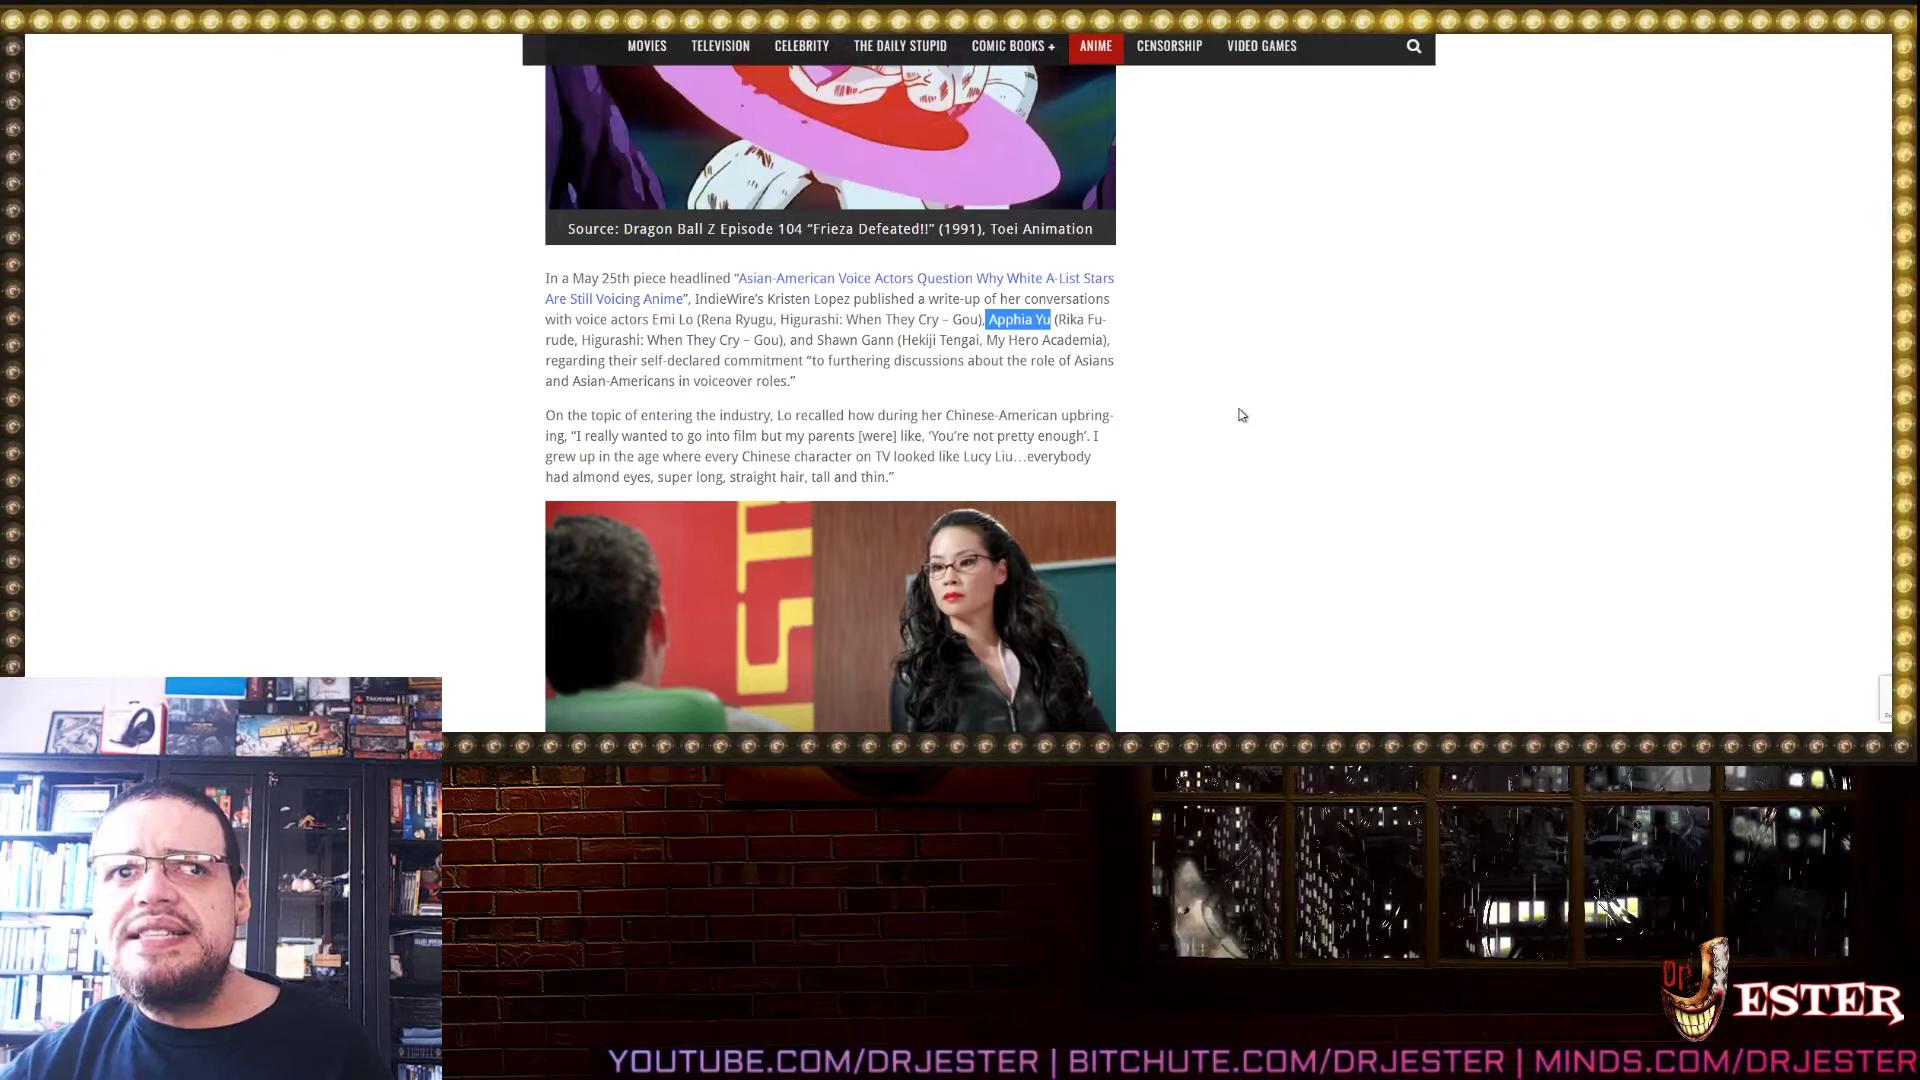 MOVIES TELEVISION CELEBRITY THE DAILY STUPID COMIC BOOKS + ANIME CENSORSHIP VIDEO GAMES
Source: Dragon Ball Z Episode 104 “Frieza Defeated!!” (1991), Toei Animation
In a May 25th piece headlined “Asian-American Voice Actors Question Why White A-List Stars
Are Still Voicing Anime”, IndieWire’s Kristen Lopez published a write-up of her conversations
with voice actors Emi Lo (Rena Ryugu, Higurashi: When They Cry – Gou), Apphia Yu (Rika Fu-
rude, Higurashi: When They Cry – Gou), and Shawn Gann (Hekiji Tengai, My Hero Academia),
regarding their self-declared commitment “to furthering discussions about the role of Asians
and Asian-Americans in voiceover roles.”
On the topic of entering the industry, Lo recalled how during her Chinese-American upbring-
ing, “I really wanted to go into film but my parents [were] like, ‘You’re not pretty enough’. I
grew up in the age where every Chinese character on TV looked like Lucy Liu…everybody
had almond eyes, super long, straight hair, tall and thin.”
Dr. JESTER
YOUTUBE.COM/DRJESTER | BITCHUTE.COM/DRJESTER | MINDS.COM/DRJESTER